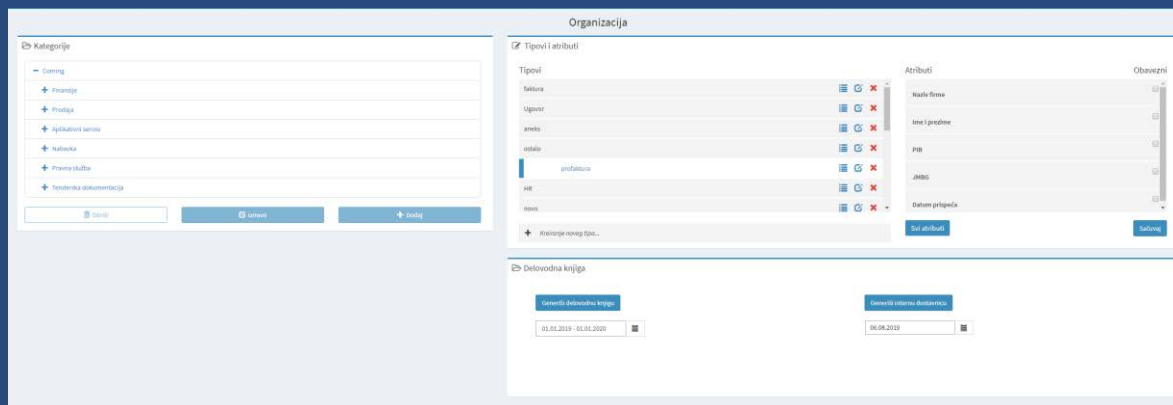 Organizacija
Kategorije
Coming
Finansije
Prodaja
Aplikativni servisi
Nabavka
Pravna služba
Tenderska dokumentacija
Obriši
Izmeni
Dodaj
Tipovi i atributi
Tipovi
faktura
Ugovor
aneks
ostalo
profaktura
Hit
novo
Kreiranje novog tipa...
Atributi Obavezni
Naziv firme
Ime i prezime
PIB
JMBG
Datum prispeća
Svi atributi Sačuvaj
Delovodna knjiga
Generiši delovodnu knjigu Generiši internu dostavnicu
01.01.2019 - 01.01.2020 06.08.2019